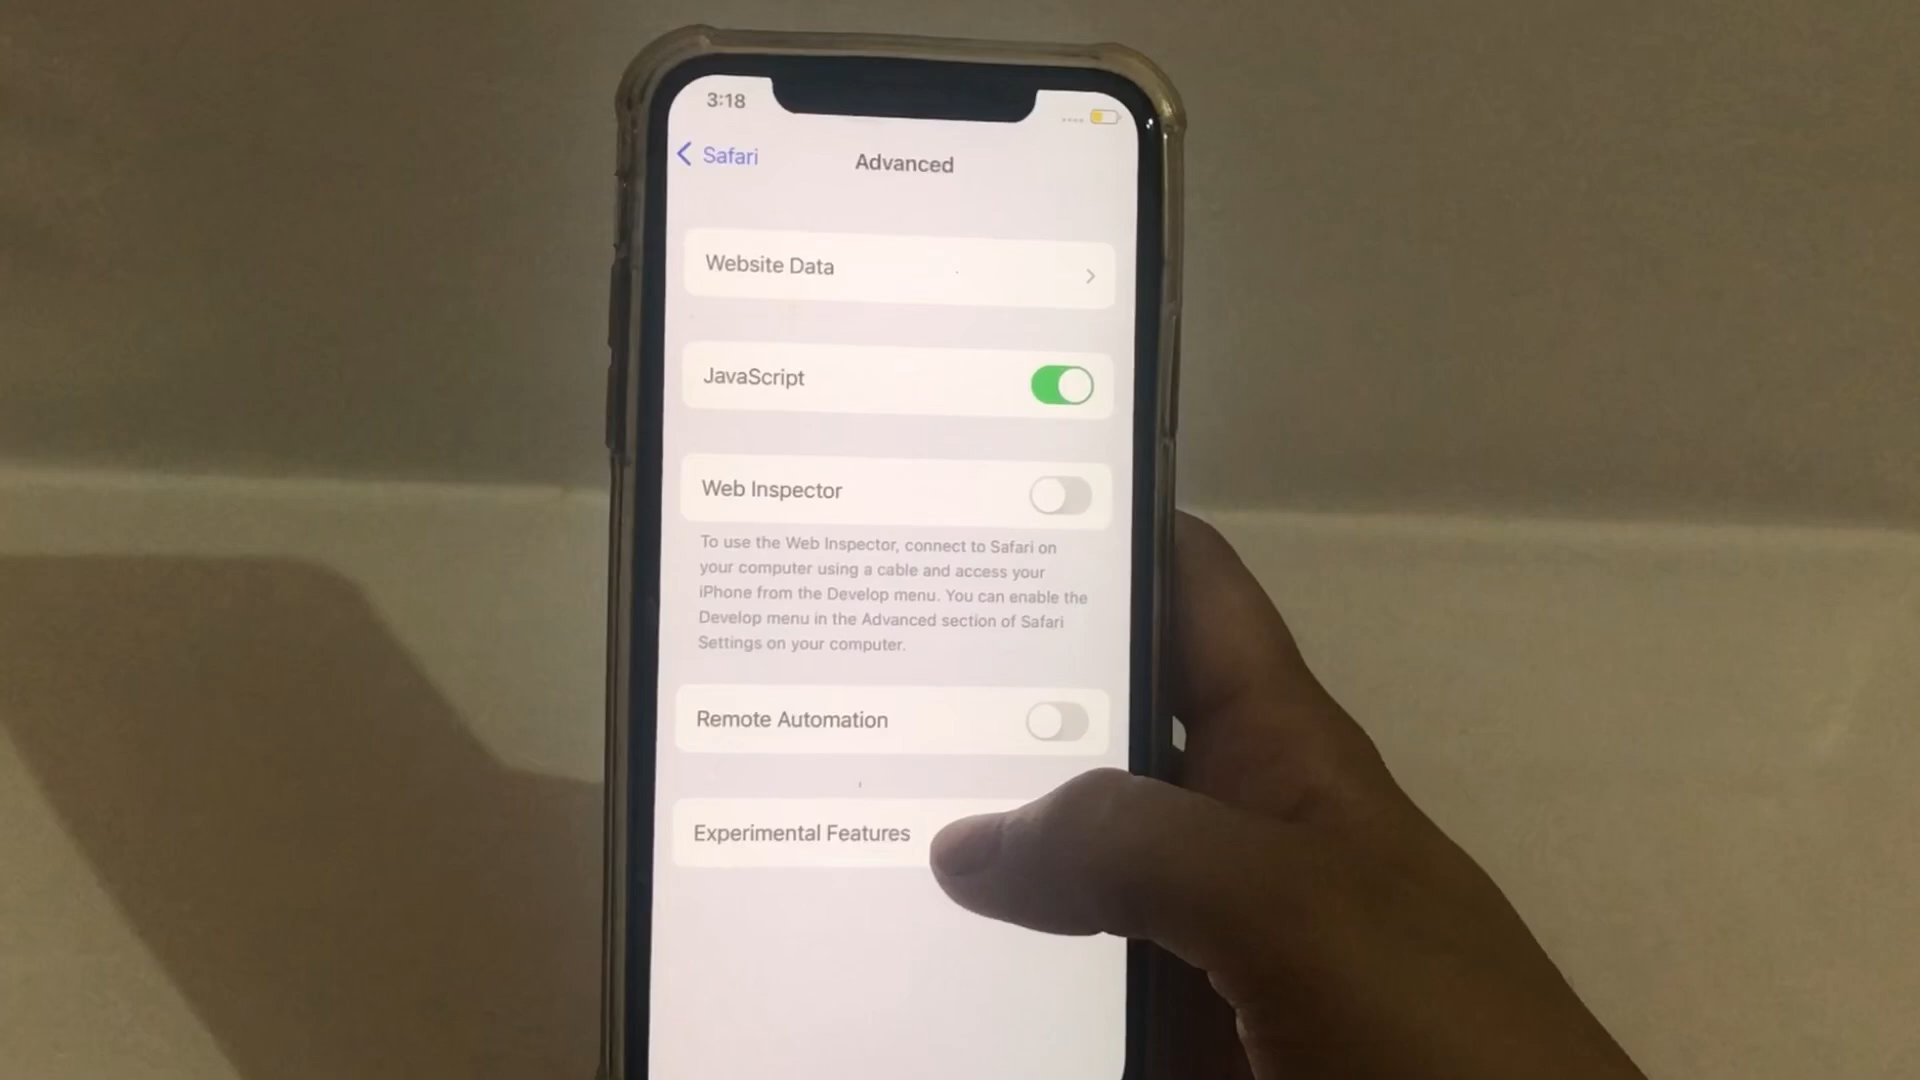 3:18
Safari
Advanced
Website Data
JavaScript
Web Inspector
To use the Web Inspector, connect to Safari on
your computer using a cable and access your
iPhone from the Develop menu. You can enable the
Develop menu in the Advanced section of Safari
Settings on your computer.
Remote Automation
Experimental Features